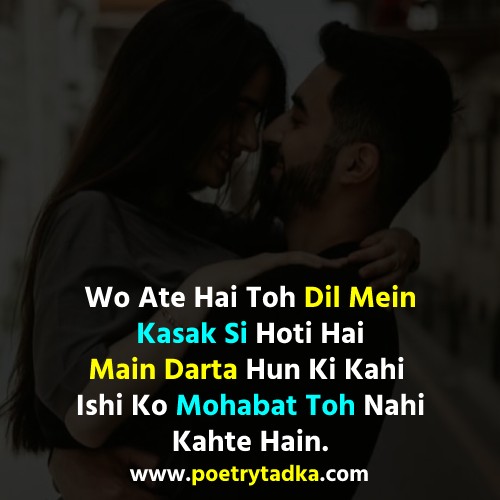 Wo Ate Hai Toh Dil Mein
Kasak Si Hoti Hai
Main Darta Hun Ki Kahi
Ishi Ko Mohabat Toh Nahi
Kahte Hain.
www.poetrytadka.com